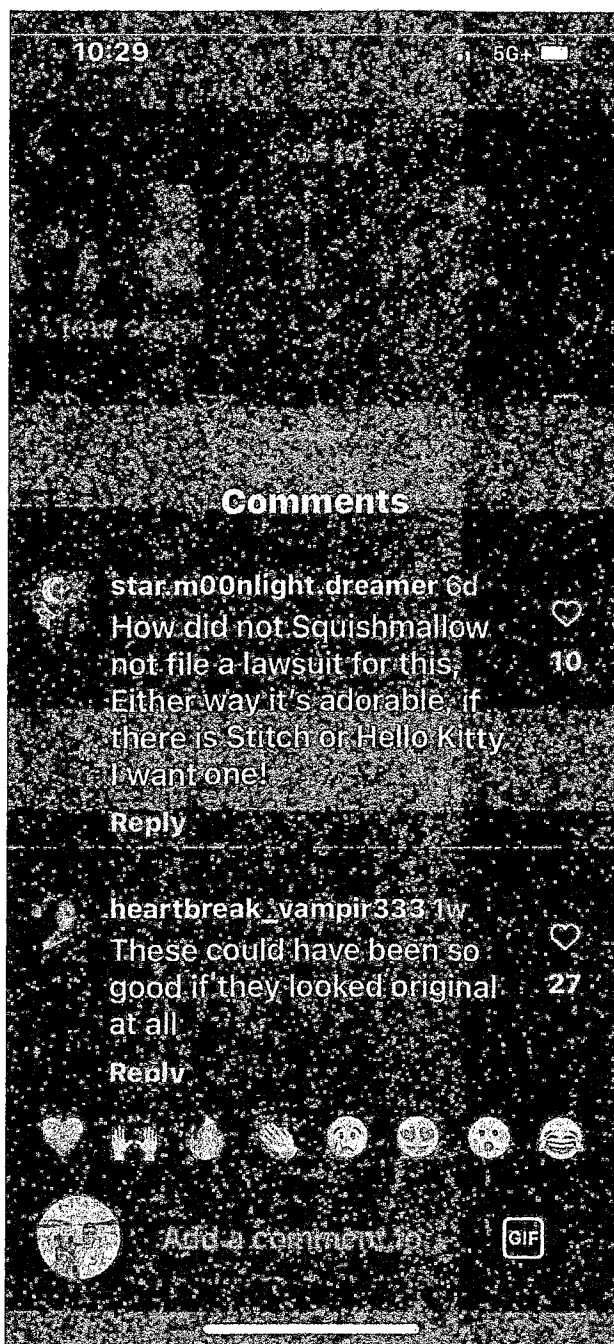 10:29
5G+
Comments
star.m00nlight.dreamer 6d
How did not Squishmallow
not file a lawsuit for this,
Either way it's adorable, if
there is Stitch or Hello Kitty
I want one!
10
Reply
heartbreak_vampir333 1w
These could have been so
good if they looked original
at all
27
Reply
Add a comment
GIF